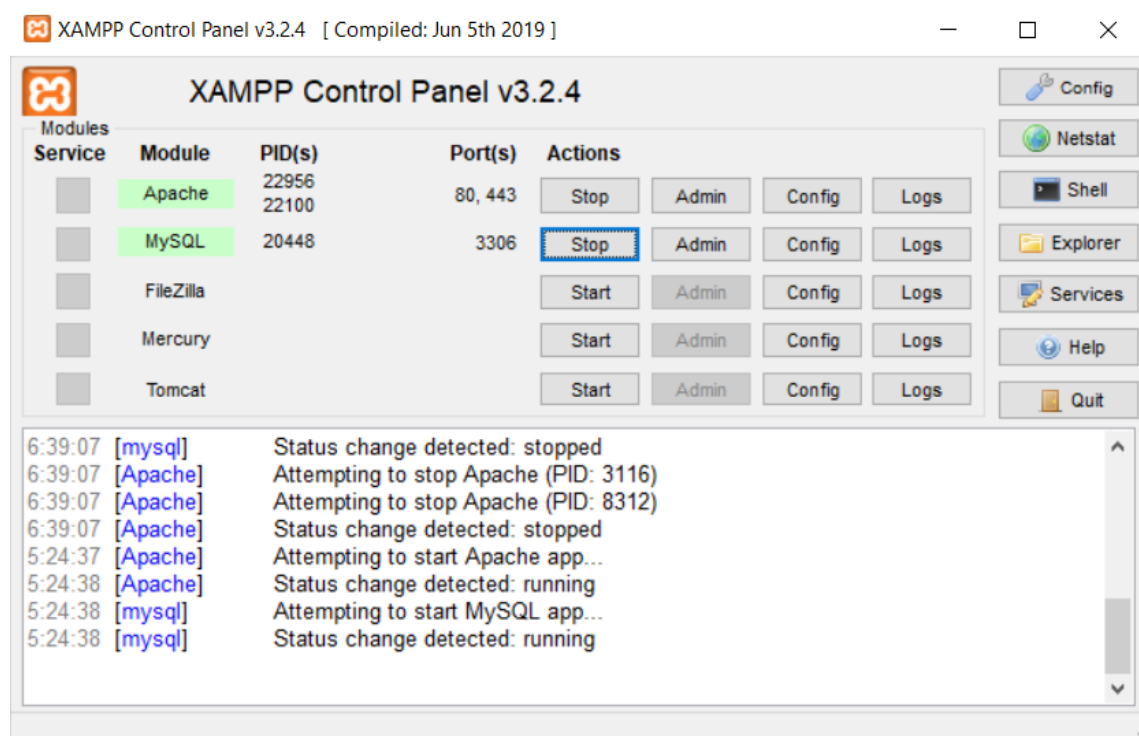 XAMPP Control Panel v3.2.4 [ Compiled: Jun 5th 2019 ]
XAMPP Control Panel v3.2.4
Config
Modules
Netstat
Service Module PID(s) Port(s) Actions
Apache 22956 22100 80, 443 Stop Admin Config Logs
Shell
MySQL 20448 3306 Stop Admin Config Logs
Explorer
FileZilla Start Admin Config Logs
Services
Mercury Start Admin Config Logs
Help
Tomcat Start Admin Config Logs
Quit
6:39:07 [mysql] Status change detected: stopped
6:39:07 [Apache] Attempting to stop Apache (PID: 3116)
6:39:07 [Apache] Attempting to stop Apache (PID: 8312)
6:39:07 [Apache] Status change detected: stopped
5:24:37 [Apache] Attempting to start Apache app...
5:24:38 [Apache] Status change detected: running
5:24:38 [mysql] Attempting to start MySQL app...
5:24:38 [mysql] Status change detected: running